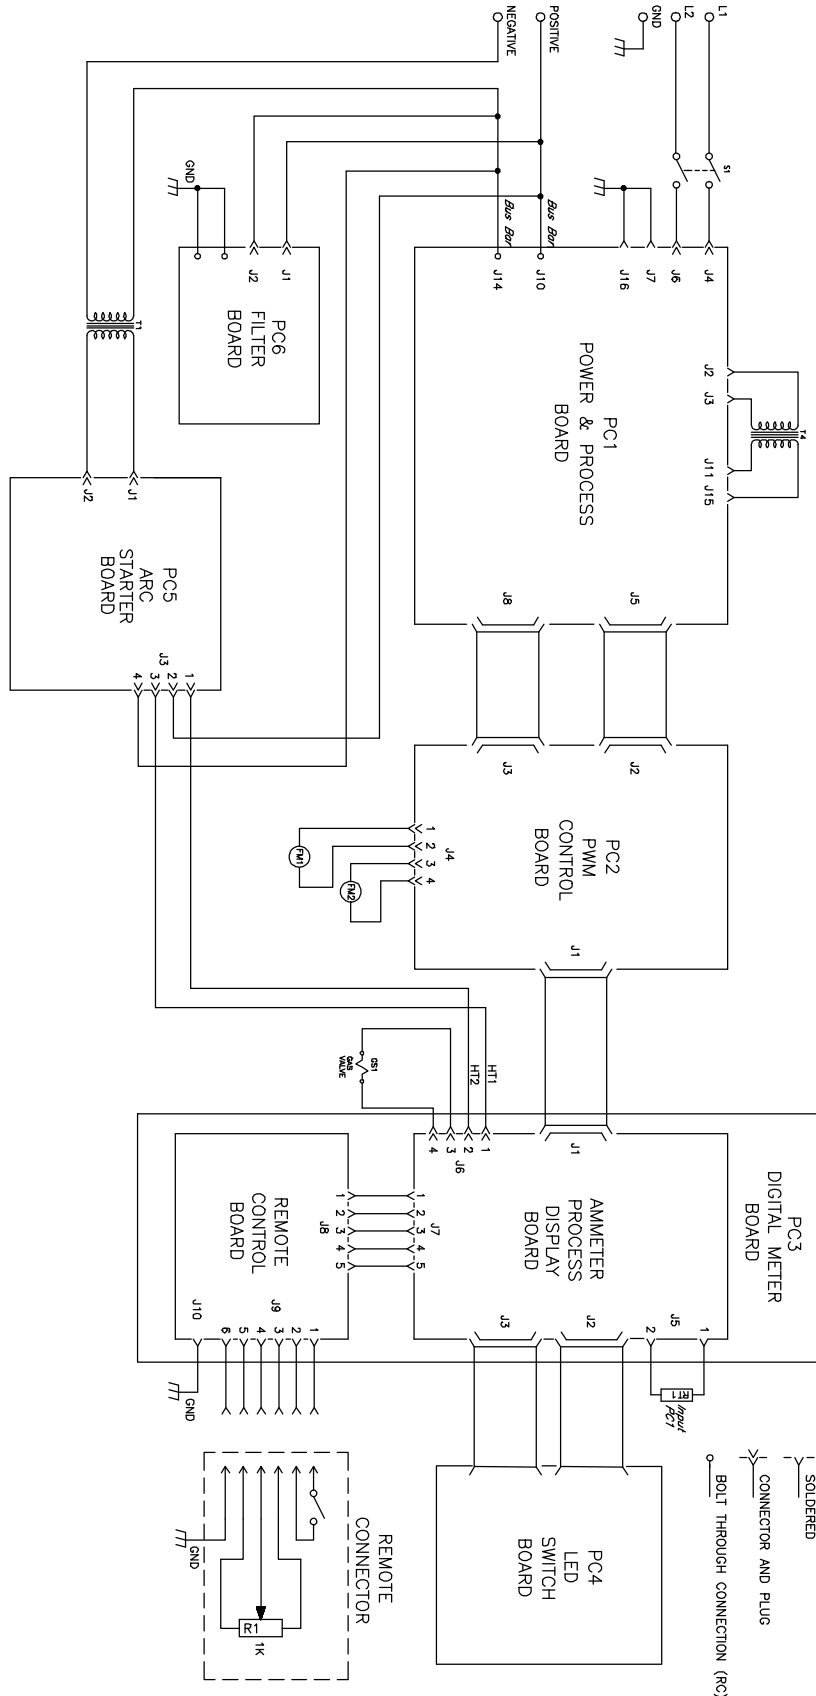 L1
L2
GND
POSITIVE
NEGATIVE
S1
Bus Bar
Bus Bar
GND
J4
J6
J7
J16
J10
J14
PC1
POWER & PROCESS
BOARD
J2
J3
J11
J15
T4
J5
J8
J1
J2
PC6
FILTER
BOARD
T1
J1
J2
PC5
ARC
STARTER
BOARD
J3
1
2
3
4
J2
J3
PC2
PWM
CONTROL
BOARD
J4
1
2
3
4
FM1
FM2
J1
GS1
GAS
VALVE
HT1
HT2
PC3
DIGITAL METER
BOARD
J1
J6
1
2
3
4
AMMETER
PROCESS
DISPLAY
BOARD
J7
1
2
3
4
5
J2
J3
J5
1
2
RT1
Input
PC1
REMOTE
CONTROL
BOARD
J8
1
2
3
4
5
J9
1
2
3
4
5
6
J10
GND
PC4
LED
SWITCH
BOARD
REMOTE
CONNECTOR
R1
1K
GND
SOLDERED
CONNECTOR AND PLUG
BOLT THROUGH CONNECTION (RC)